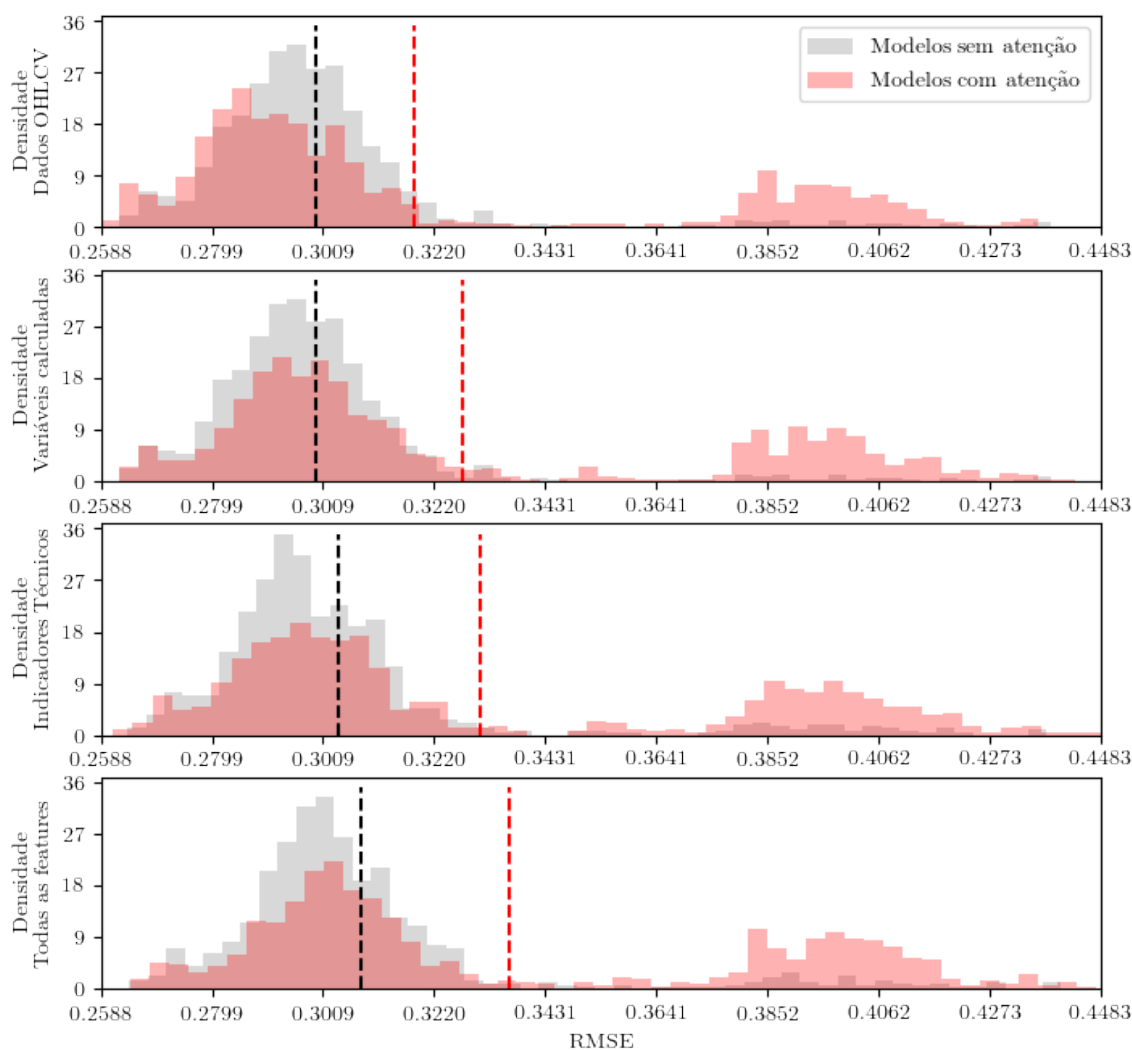 36
27
18
9
0
Densidade
Dados OHLCV
Modelos sem atenção
Modelos com atenção
0.2588 0.2799 0.3009 0.3220 0.3431 0.3641 0.3852 0.4062 0.4273 0.4483
36
27
18
9
0
Densidade
Variáveis calculadas
0.2588 0.2799 0.3009 0.3220 0.3431 0.3641 0.3852 0.4062 0.4273 0.4483
36
27
18
9
0
Densidade
Indicadores Técnicos
0.2588 0.2799 0.3009 0.3220 0.3431 0.3641 0.3852 0.4062 0.4273 0.4483
36
27
18
9
0
Densidade
Todas as features
0.2588 0.2799 0.3009 0.3220 0.3431 0.3641 0.3852 0.4062 0.4273 0.4483
RMSE